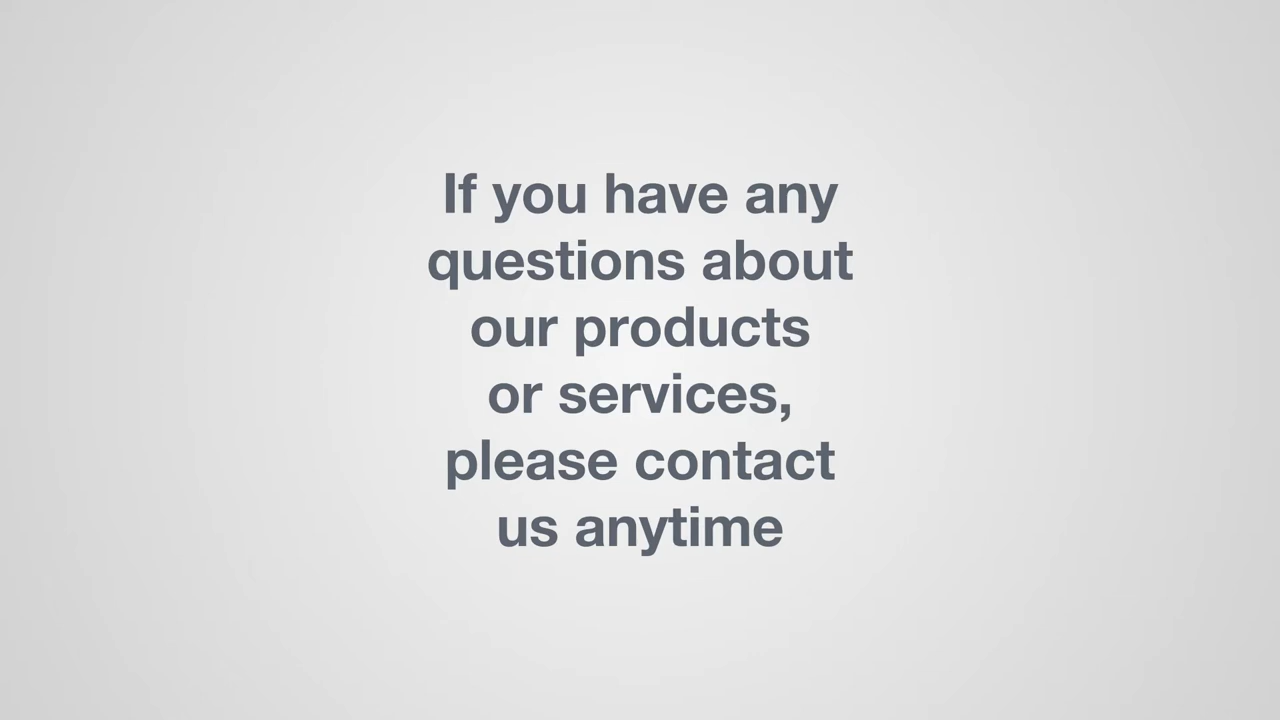 If you have any
questions about
our products
or services,
please contact
us anytime